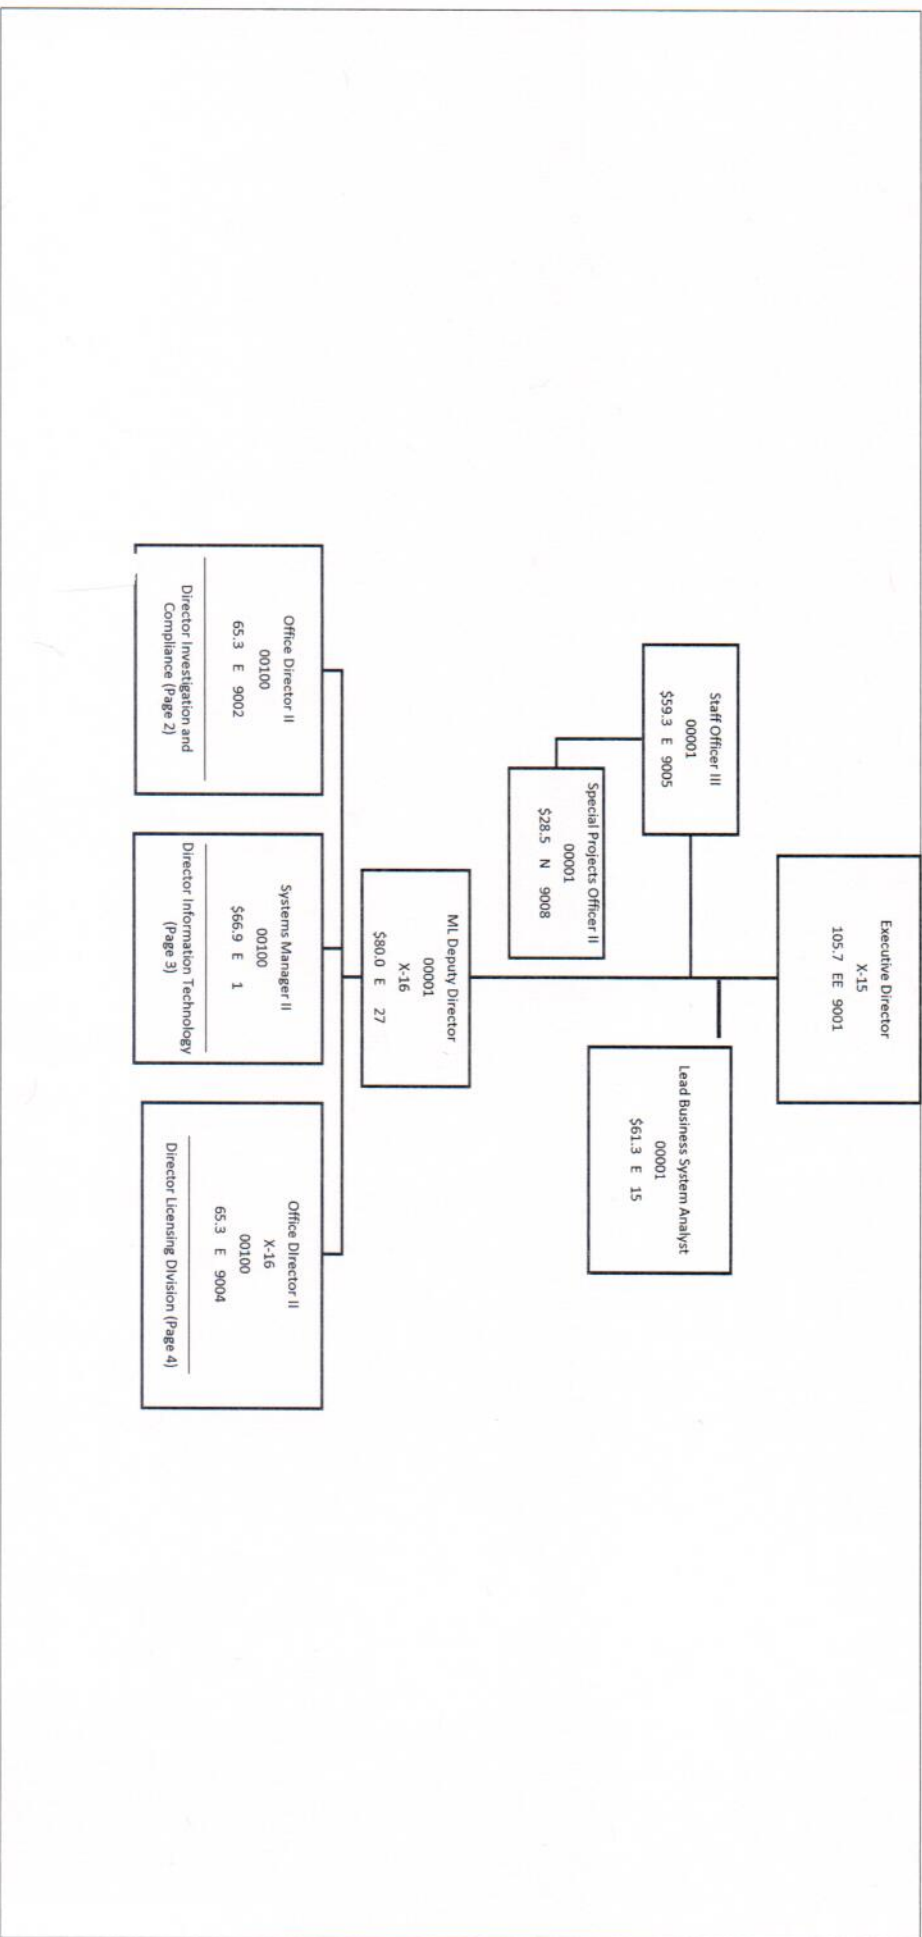 Executive Director
X-15
105.7 EE 9001
Staff Officer III
00001
$59.3 E 9005
Lead Business System Analyst
00001
$61.3 E 15
Special Projects Officer II
00001
$28.5 N 9008
ML Deputy Director
00001
X-16
$80.0 E 27
Office Director II
00100
65.3 E 9002
Director Investigation and
Compliance (Page 2)
Systems Manager II
00100
$66.9 E 1
Director Information Technology
(Page 3)
Office DIrector II
X-16
00100
65.3 E 9004
Director Licensing DIvision (Page 4)